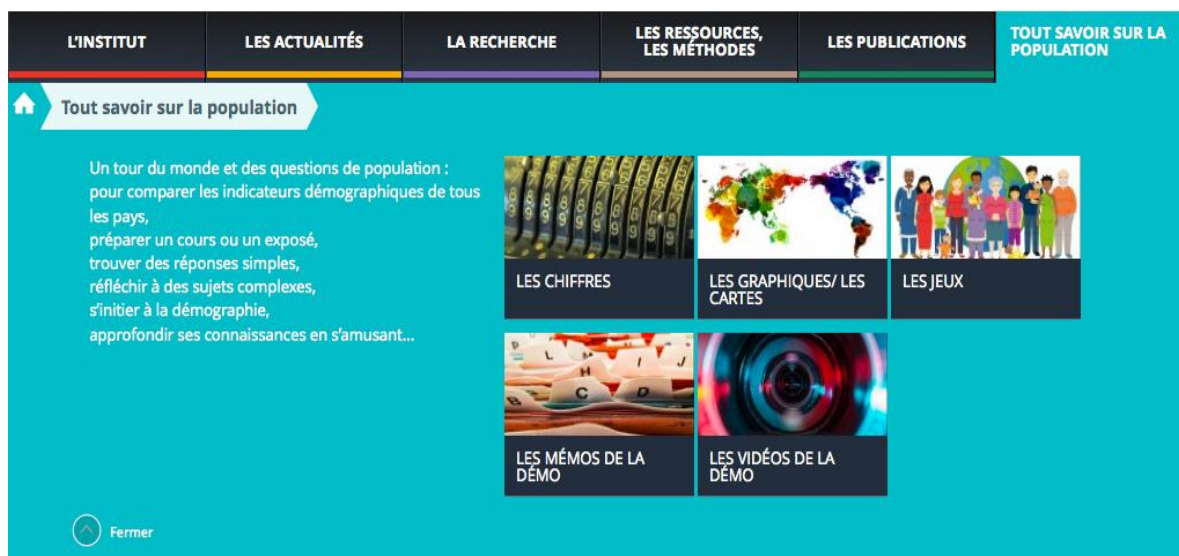 L'INSTITUT
LES ACTUALITÉS
LA RECHERCHE
LES RESSOURCES,
LES MÉTHODES
LES PUBLICATIONS
TOUT SAVOIR SUR LA
POPULATION
Tout savoir sur la population
Un tour du monde et des questions de population :
pour comparer les indicateurs démographiques de tous
les pays,
préparer un cours ou un exposé,
trouver des réponses simples,
réfléchir à des sujets complexes,
s'initier à la démographie,
approfondir ses connaissances en s'amusant...
LES CHIFFRES
LES GRAPHIQUES/ LES
CARTES
LES JEUX
LES MÉMOS DE LA
DÉMO
LES VIDÉOS DE LA
DÉMO
Fermer